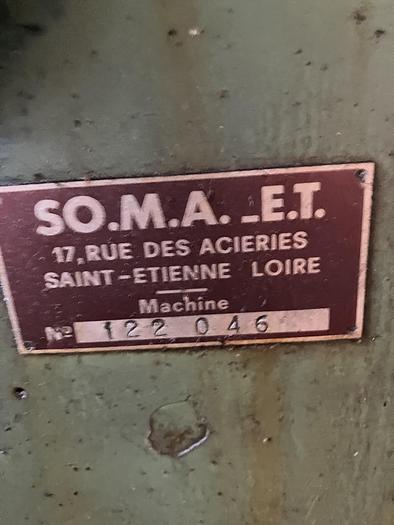 SO.M.A. _E.T.
17, RUE DES ACIERIES
SAINT-ETIENNE LOIRE
Machine
Nº 122 046